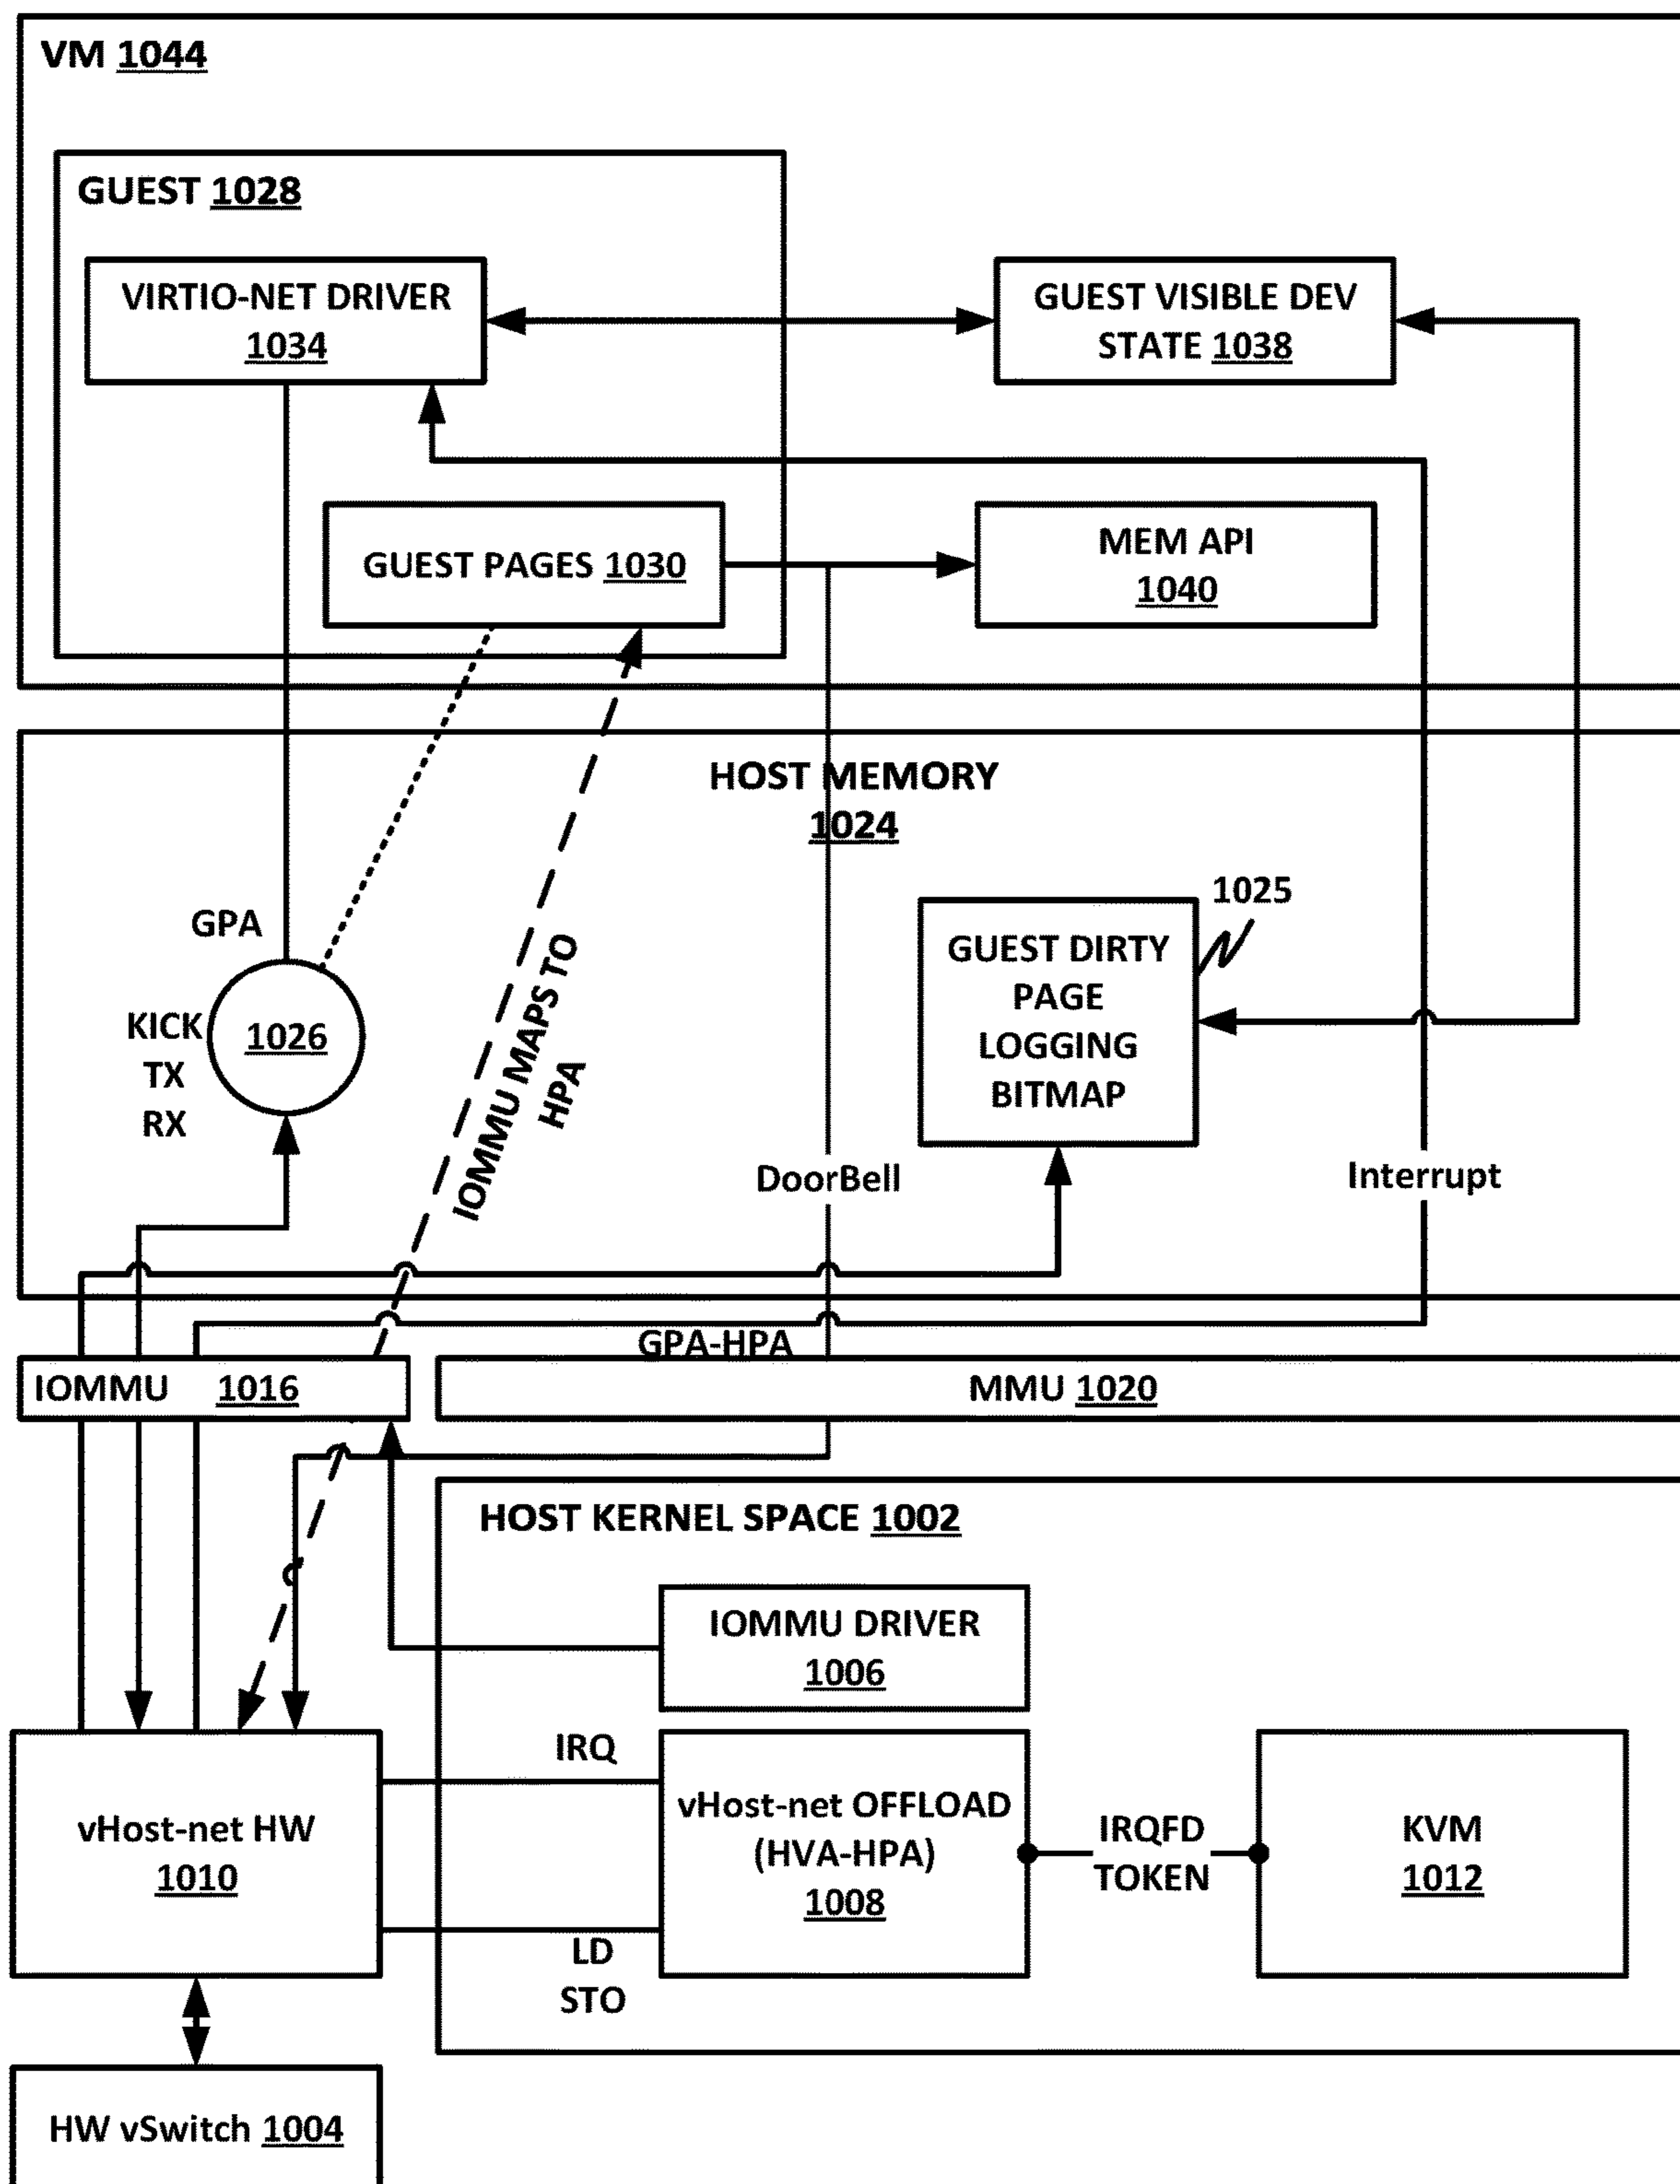 VM 1044
GUEST 1028
VIRTIO-NET DRIVER
1034
GUEST VISIBLE DEV
STATE 1038
GUEST PAGES 1030
MEM API
1040
HOST MEMORY
1024
1025
GPA
GUEST DIRTY
PAGE
LOGGING
BITMAP
KICK
TX
RX
1026
IOMMU MAPS TO
HPA
DoorBell
Interrupt
GPA-HPA
IOMMU 1016
MMU 1020
HOST KERNEL SPACE 1002
IOMMU DRIVER
1006
IRQ
vHost-net HW
1010
vHost-net OFFLOAD
(HVA-HPA)
1008
IRQFD
TOKEN
KVM
1012
LD
STO
HW vSwitch 1004